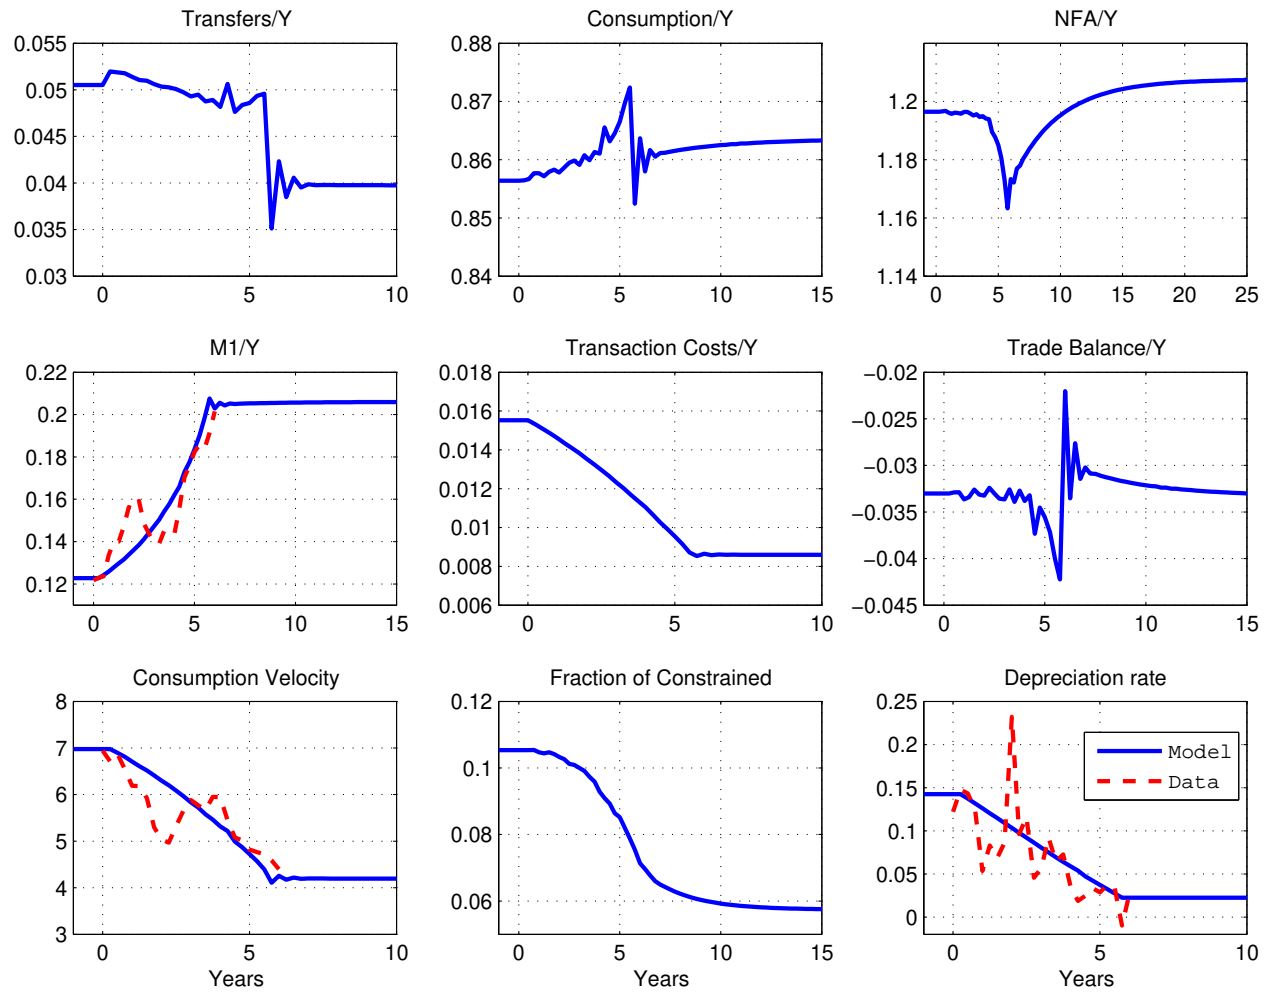 Transfers/Y
0.055
0.05
0.045
0.04
0.035
0.03
0 5 10
Consumption/Y
0.88
0.87
0.86
0.85
0.84
0 5 10 15
NFA/Y
1.2
1.18
1.16
1.14
0 5 10 15 20 25
M1/Y
0.22
0.2
0.18
0.16
0.14
0.12
0 5 10 15
Transaction Costs/Y
0.018
0.016
0.014
0.012
0.01
0.008
0.006
0 5 10
Trade Balance/Y
−0.02
−0.025
−0.03
−0.035
−0.04
−0.045
0 5 10 15
Consumption Velocity
8
7
6
5
4
3
0 5 10
Years
Fraction of Constrained
0.12
0.1
0.08
0.06
0 5 10 15
Years
Depreciation rate
0.25
0.2
0.15
0.1
0.05
0
Model
Data
0 5 10
Years